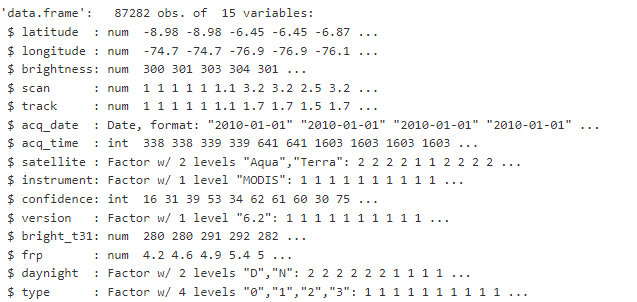 'data.frame':   87282 obs. of  15 variables:
 $ latitude  : num  -8.98 -8.98 -6.45 -6.45 -6.87 ...
 $ longitude : num  -74.7 -74.7 -76.9 -76.9 -76.1 ...
 $ brightness: num  300 301 303 304 301 ...
 $ scan      : num  1 1 1 1 1 1.1 3.2 3.2 2.5 3.2 ...
 $ track     : num  1 1 1 1 1 1.1 1.7 1.7 1.5 1.7 ...
 $ acq_date  : Date, format: "2010-01-01" "2010-01-01" "2010-01-01" "2010-01-01" ...
 $ acq_time  : int  338 338 339 339 641 641 1603 1603 1603 1603 ...
 $ satellite : Factor w/ 2 levels "Aqua","Terra": 2 2 2 2 1 1 2 2 2 2 ...
 $ instrument: Factor w/ 1 level "MODIS": 1 1 1 1 1 1 1 1 1 1 ...
 $ confidence: int  16 31 39 53 34 62 61 60 30 75 ...
 $ version   : Factor w/ 1 level "6.2": 1 1 1 1 1 1 1 1 1 1 ...
 $ bright_t31: num  280 280 291 292 282 ...
 $ frp       : num  4.2 4.6 4.9 5.4 5 ...
 $ daynight  : Factor w/ 2 levels "D","N": 2 2 2 2 2 2 1 1 1 1 ...
 $ type      : Factor w/ 4 levels "0","1","2","3": 1 1 1 1 1 1 1 1 1 1 ...